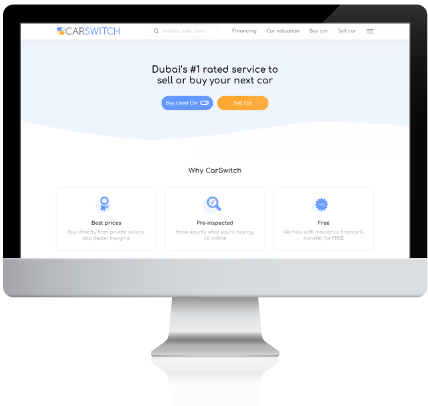 CARSWITCH
Search by make, model
Financing
Car valuation
Buy car
Sell car
Dubai's #1 rated service to
sell or buy your next car
Buy Used Car
Sell Car
Why CarSwitch
Best prices
Buy directly from private sellers,
skip dealer margins!
Pre-inspected
Know exactly what you're buying,
all online
Free
We help with insurance, finance &
transfer for FREE